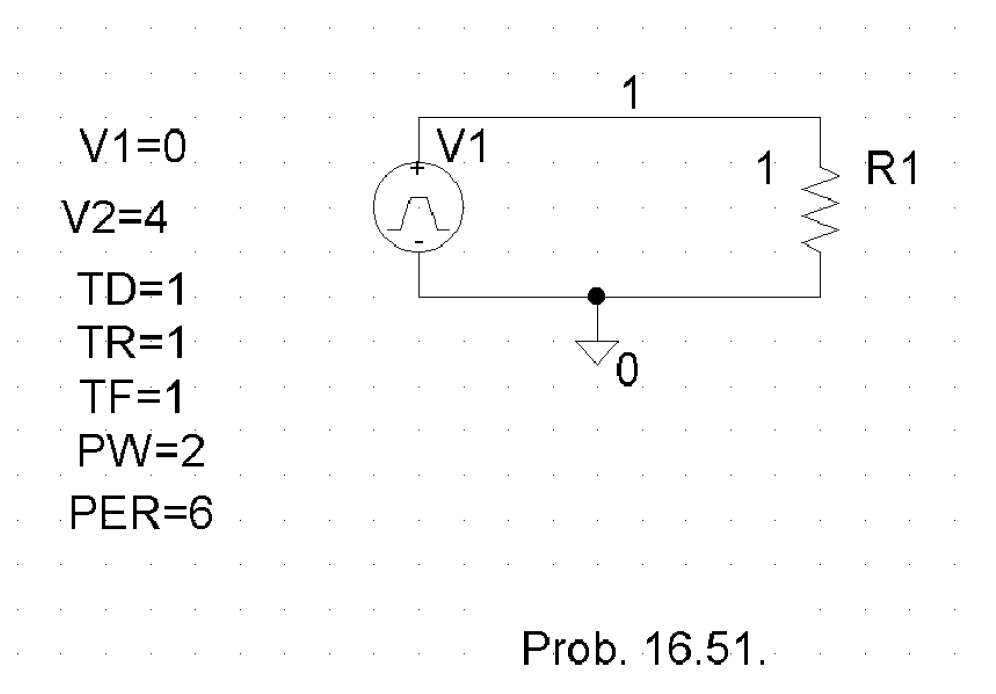 V1=0
V2=4
TD=1
TR=1
TF=1
PW=2
PER=6
1
V1
+
-
1
R1
0
Prob. 16.51.